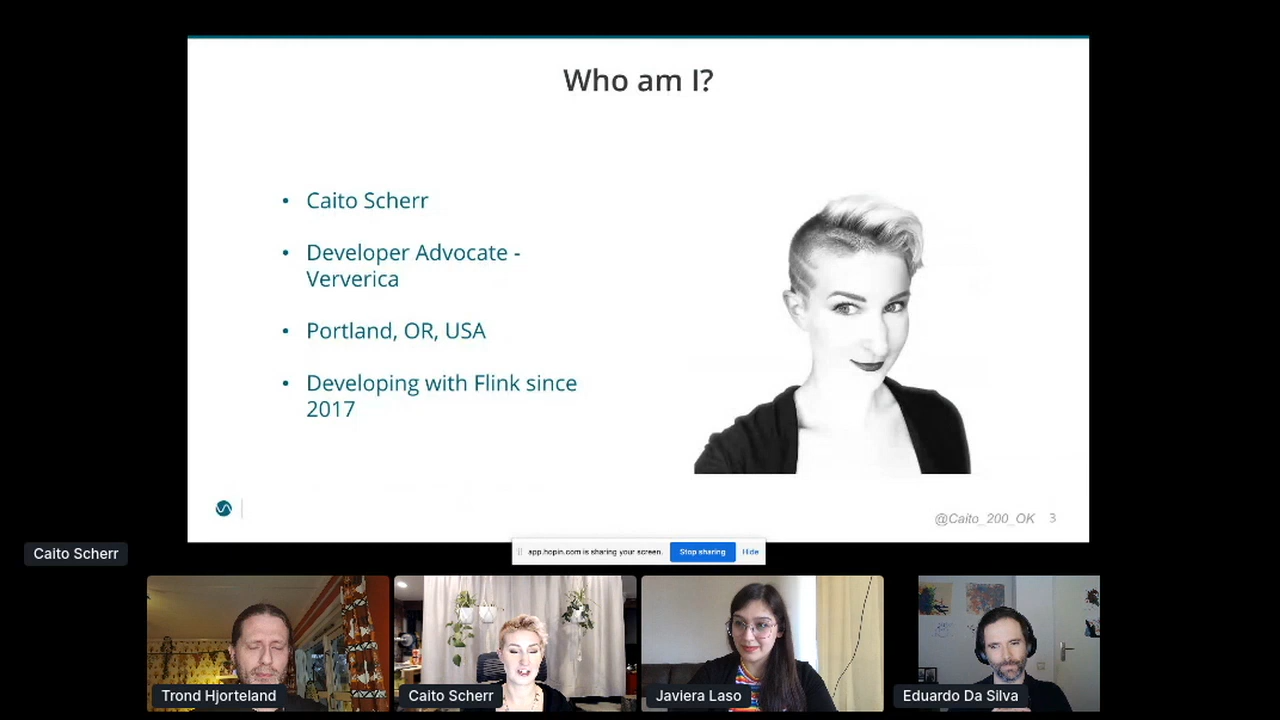 Who am I?
• Caito Scherr
• Developer Advocate -
Ververica
• Portland, OR, USA
• Developing with Flink since
2017
@Caito_200_OK 3
Caito Scherr
app.hopin.com is sharing your screen. Stop sharing Hide
Trond Hjorteland
Caito Scherr
Javiera Laso
Eduardo Da Silva